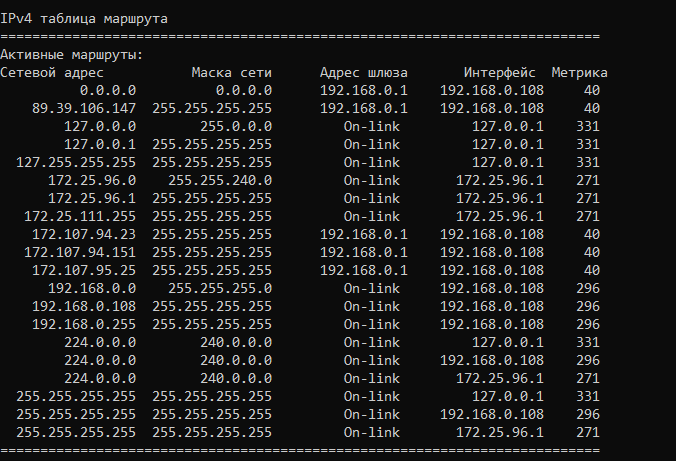 IPv4 таблица маршрута
===========================================================================
Активные маршруты:
Сетевой адрес           Маска сети      Адрес шлюза       Интерфейс  Метрика
          0.0.0.0          0.0.0.0      192.168.0.1    192.168.0.108     40
    89.39.106.147  255.255.255.255      192.168.0.1    192.168.0.108     40
        127.0.0.0        255.0.0.0         On-link         127.0.0.1    331
        127.0.0.1  255.255.255.255         On-link         127.0.0.1    331
  127.255.255.255  255.255.255.255         On-link         127.0.0.1    331
      172.25.96.0    255.255.240.0         On-link       172.25.96.1    271
      172.25.96.1  255.255.255.255         On-link       172.25.96.1    271
   172.25.111.255  255.255.255.255         On-link       172.25.96.1    271
    172.107.94.23  255.255.255.255      192.168.0.1    192.168.0.108     40
   172.107.94.151  255.255.255.255      192.168.0.1    192.168.0.108     40
    172.107.95.25  255.255.255.255      192.168.0.1    192.168.0.108     40
      192.168.0.0    255.255.255.0         On-link     192.168.0.108    296
    192.168.0.108  255.255.255.255         On-link     192.168.0.108    296
    192.168.0.255  255.255.255.255         On-link     192.168.0.108    296
        224.0.0.0        240.0.0.0         On-link         127.0.0.1    331
        224.0.0.0        240.0.0.0         On-link     192.168.0.108    296
        224.0.0.0        240.0.0.0         On-link       172.25.96.1    271
  255.255.255.255  255.255.255.255         On-link         127.0.0.1    331
  255.255.255.255  255.255.255.255         On-link     192.168.0.108    296
  255.255.255.255  255.255.255.255         On-link       172.25.96.1    271
===========================================================================